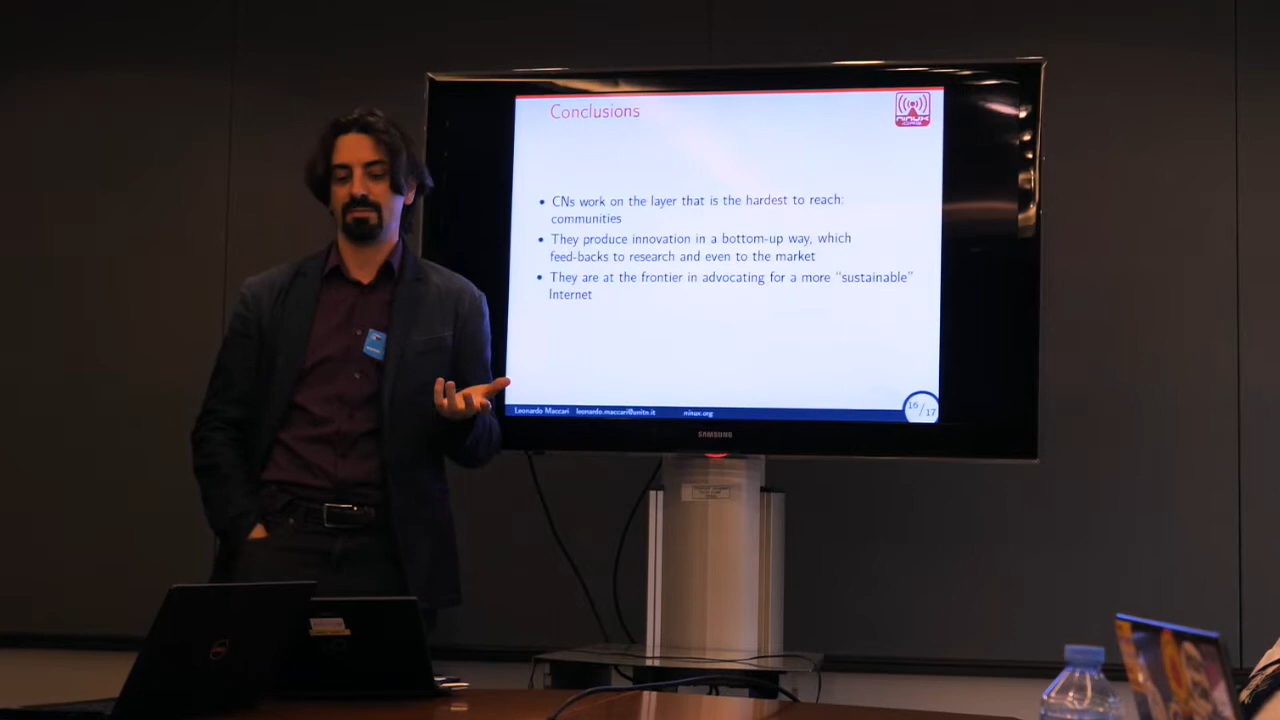 Conclusions
ninux
• CNs work on the layer that is the hardest to reach:
communities
• They produce innovation in a bottom-up way, which
feed-backs to research and even to the market
• They are at the frontier in advocating for a more “sustainable”
Internet
Leonardo Maccari leonardo.maccari@unitn.it ninux.org
16/17
SAMSUNG
DELL